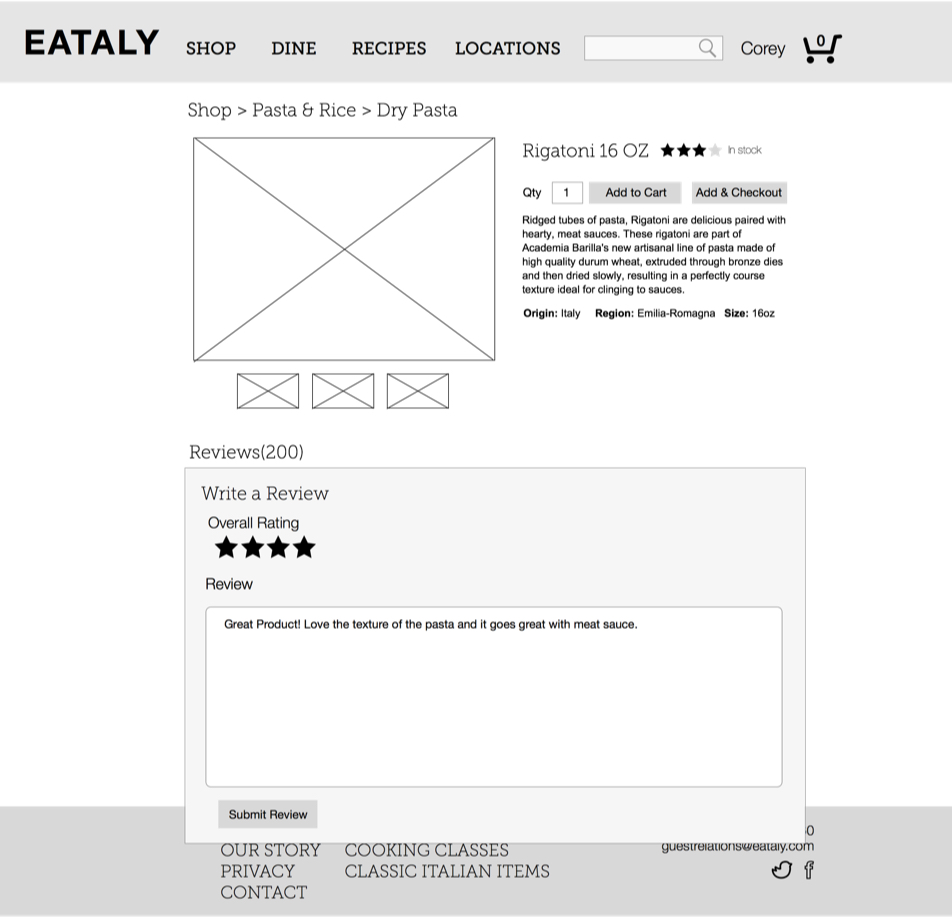 EATALY SHOP DINE RECIPES LOCATIONS Corey 0
Shop > Pasta & Rice > Dry Pasta
Rigatoni 16 OZ In stock
Qty 1 Add to Cart Add & Checkout
Ridged tubes of pasta, Rigatoni are delicious paired with
hearty, meat sauces. These rigatoni are part of
Academia Barilla's new artisanal line of pasta made of
high quality durum wheat, extruded through bronze dies
and then dried slowly, resulting in a perfectly course
texture ideal for clinging to sauces.
Origin: Italy Region: Emilia-Romagna Size: 16oz
Reviews(200)
Write a Review
Overall Rating
Review
Great Product! Love the texture of the pasta and it goes great with meat sauce.
Submit Review
0
OUR STORY COOKING CLASSES guestrelations@eataly.com
PRIVACY CLASSIC ITALIAN ITEMS
CONTACT